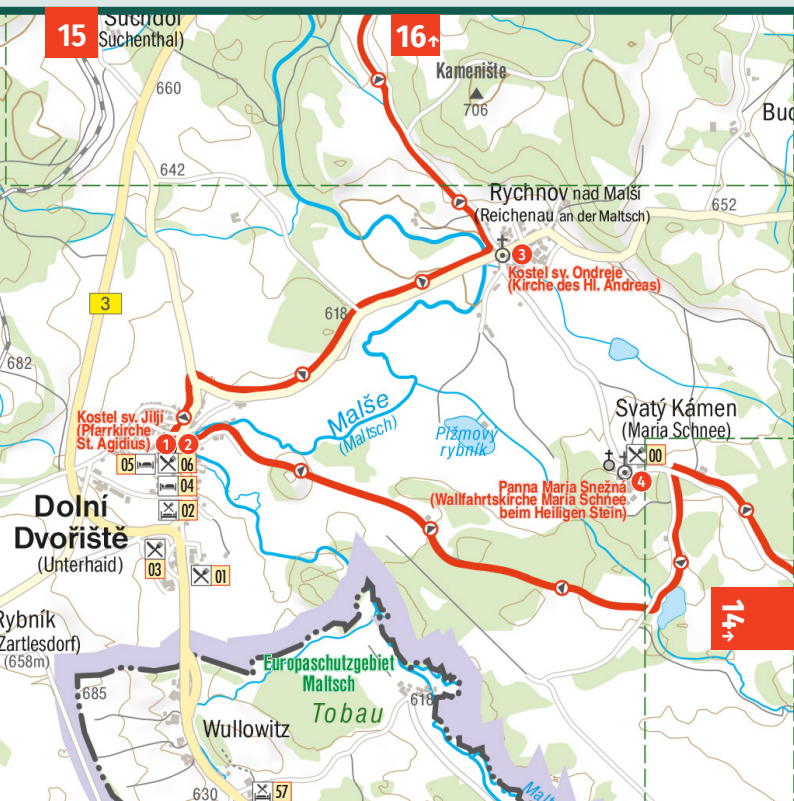 15
Suchdol
(Suchenthal)
16↑
660
Kamenište
706
642
Rychnov nad Malší
(Reichenau an der Maltsch)
652
3
3
Kostel sv. Ondreje
(Kirche des Hl. Andreas)
618
682
Malše
(Maltsch)
Kostel sv. Jiljí
(Pfarrkirche
St. Ägidius)
1
2
05
06
04
02
Plžmový
rybník
Svatý Kámen
(Maria Schnee)
00
4
Panna Maria Snežná
(Wallfahrtskirche Maria Schnee
beim Heiligen Stein)
Dolní
Dvořiště
(Unterhaid)
03
01
14→
Rybník
(Zartlesdorf)
(658m)
685
Europaschutzgebiet
Maltsch
Tobau
618
Wullowitz
630
57